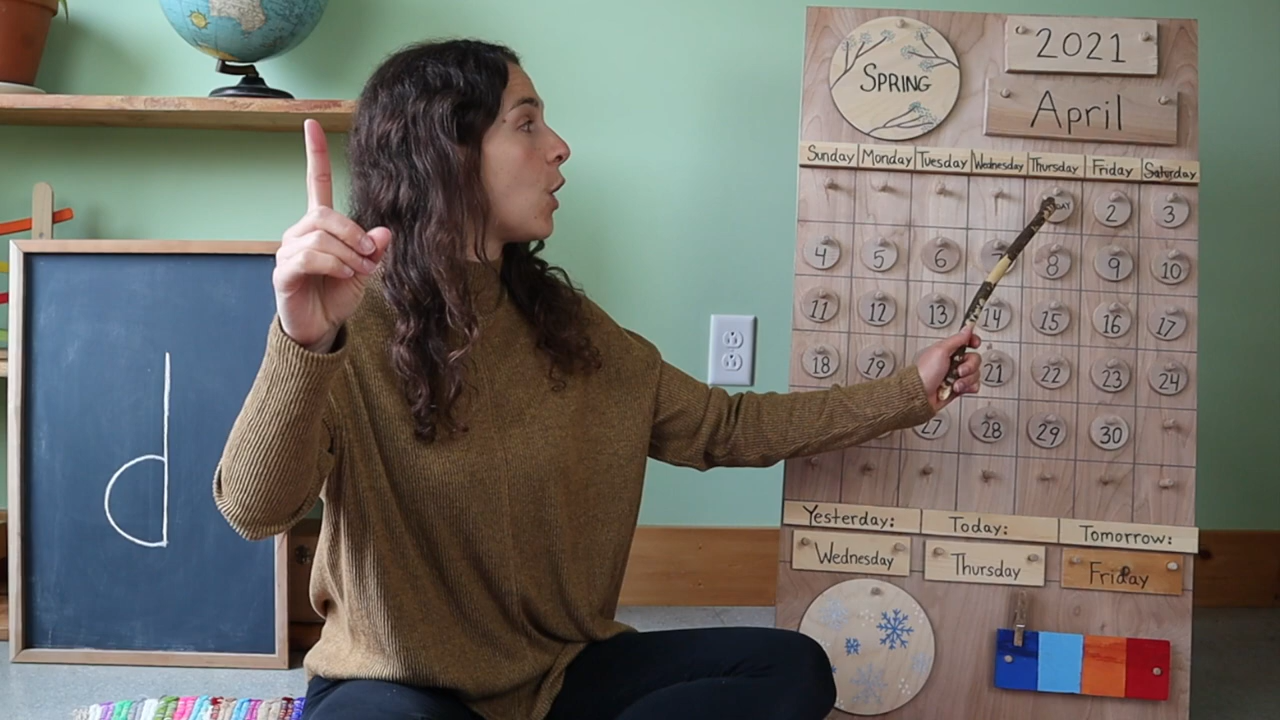 SPRING
2021
April
Sunday Monday Tuesday Wednesday Thursday Friday Saturday
2 3
4 5 6 8 9 10
11 12 13 14 15 16 17
18 19 21 22 23 24
27 28 29 30
Yesterday: Today: Tomorrow:
Wednesday Thursday Friday
d